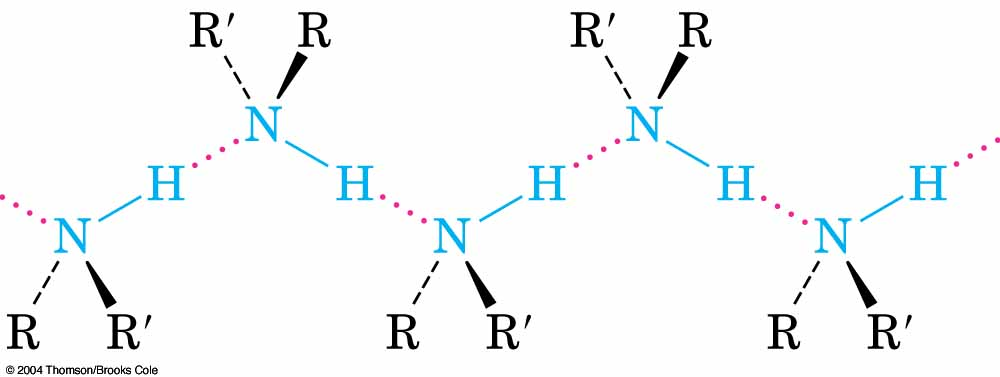 R′ R R′ R
N N
H H H H H
N N N
R R′ R R′ R R′
© 2004 Thomson/Brooks Cole